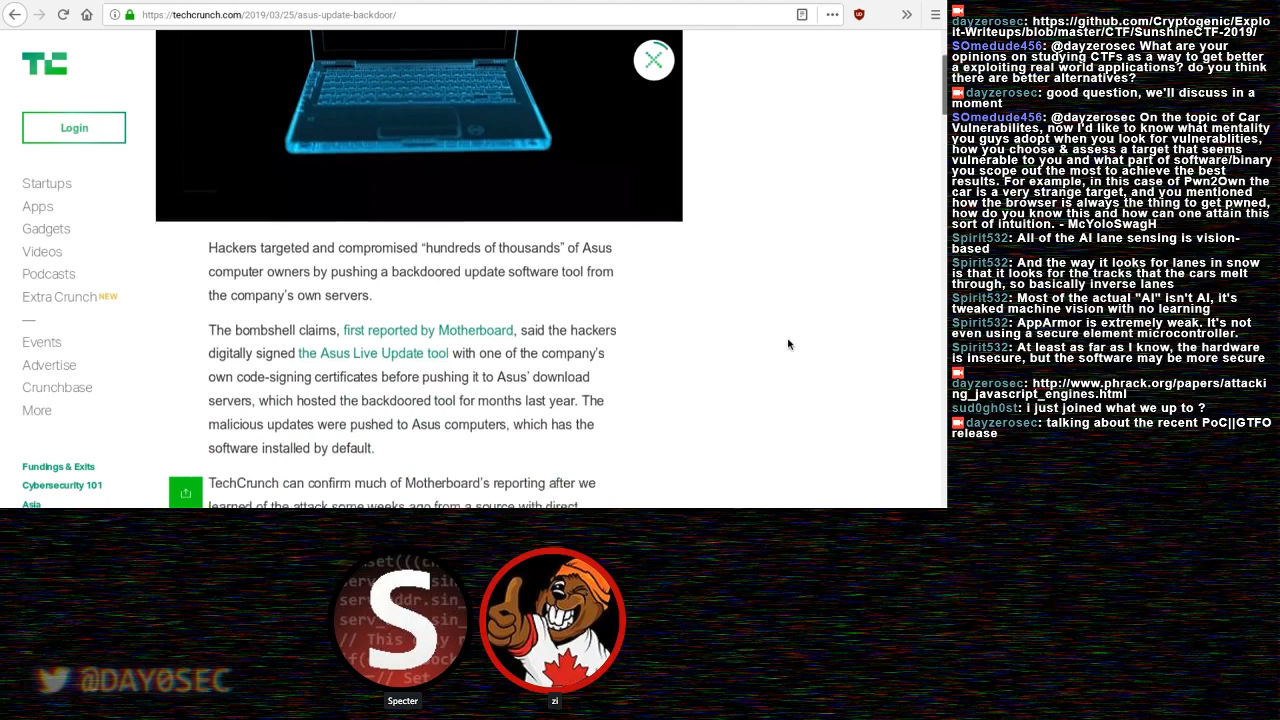 https://techcrunch.com/2019/03/25/asus-update-backdoor/
TC
Login
Startups
Apps
Gadgets
Videos
Podcasts
Extra Crunch NEW
—
Events
Advertise
Crunchbase
More
Fundings & Exits
Cybersecurity 101
Asia
Hackers targeted and compromised “hundreds of thousands” of Asus
computer owners by pushing a backdoored update software tool from
the company’s own servers.
The bombshell claims, first reported by Motherboard, said the hackers
digitally signed the Asus Live Update tool with one of the company’s
own code-signing certificates before pushing it to Asus’ download
servers, which hosted the backdoored tool for months last year. The
malicious updates were pushed to Asus computers, which has the
software installed by default.
TechCrunch can confirm much of Motherboard’s reporting after we
learned of the attack some weeks ago from a source with direct
dayzerosec: https://github.com/Cryptogenic/Explo
it-Writeups/blob/master/CTF/SunshineCTF-2019/
SOmedude456: @dayzerosec What are your
opinions on studying CTFs as a way to get better
a exploiting real world applications? do you think
there are better alternatives?
dayzerosec: good question, we'll discuss in a
moment
SOmedude456: @dayzerosec On the topic of Car
Vulnerabilites, now I'd like to know what mentality
you guys adopt when you look for vulnerabilities,
how you choose & assess a target that seems
vulnerable to you and what part of software/binary
you scope out the most to achieve the best
results. For example, in this case of Pwn2Own the
car is a very strange target, and you mentioned
how the browser is always the thing to get pwned,
how do you know this and how can one attain this
sort of intuition. - McYoloSwagH
Spirit532: All of the AI lane sensing is vision-
based
Spirit532: And the way it looks for lanes in snow
is that it looks for the tracks that the cars melt
through, so basically inverse lanes
Spirit532: Most of the actual "AI" isn't AI, it's
tweaked machine vision with no learning
Spirit532: AppArmor is extremely weak. It's not
even using a secure element microcontroller.
Spirit532: At least as far as I know, the hardware
is insecure, but the software may be more secure
dayzerosec: http://www.phrack.org/papers/attacki
ng_javascript_engines.html
sud0gh0st: i just joined what we up to ?
dayzerosec: talking about the recent PoC||GTFO
release
S
Specter
zi
@DAY0SEC